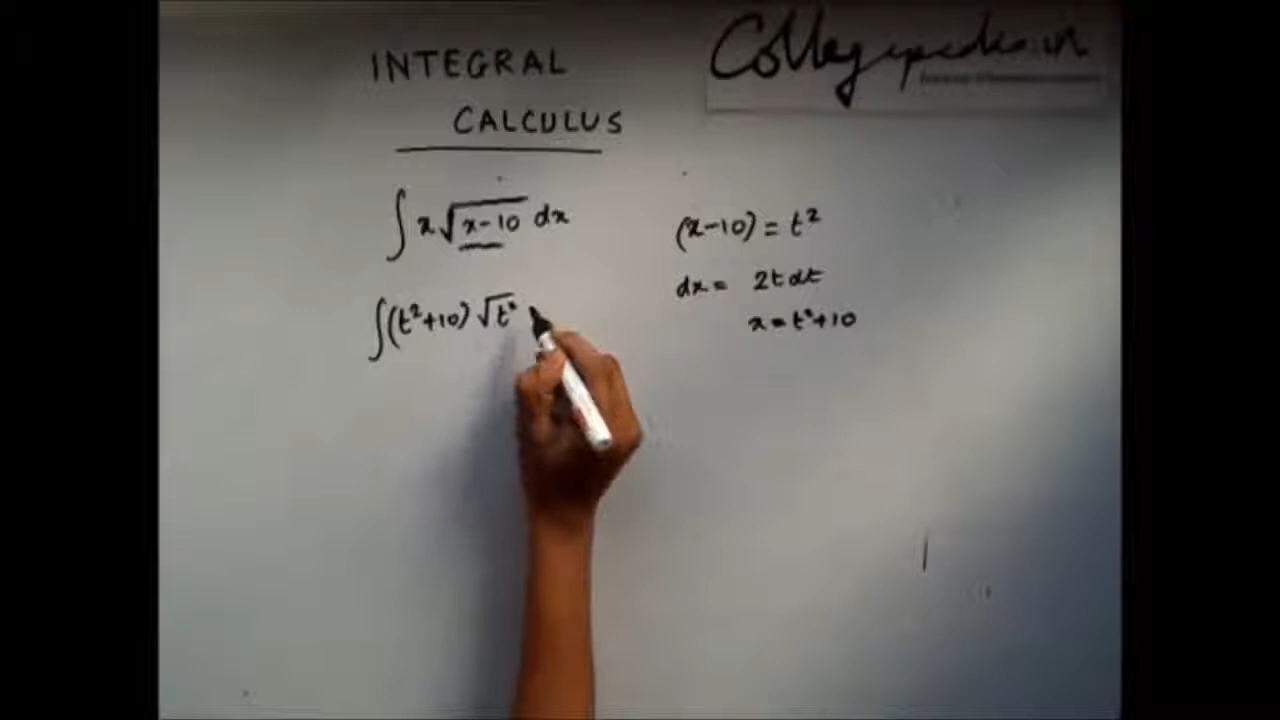 Collegepedia.in
INTEGRAL
CALCULUS
∫ x √(x-10) dx
∫ (t²+10) √t²
(x-10) = t²
dx = 2t dt
x = t²+10